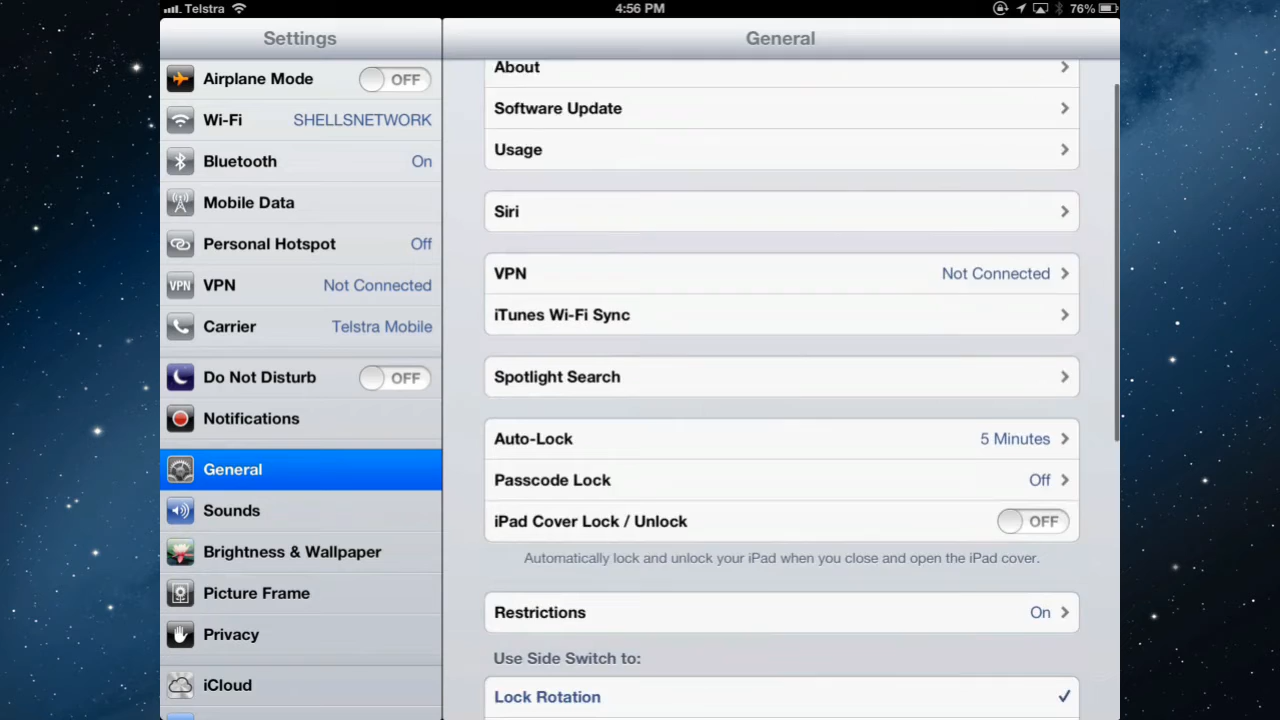 Telstra 4:56 PM 76%
Settings
General
Airplane Mode OFF
Wi-Fi SHELLSNETWORK
Bluetooth On
Mobile Data
Personal Hotspot Off
VPN VPN Not Connected
Carrier Telstra Mobile
Do Not Disturb OFF
Notifications
General
Sounds
Brightness & Wallpaper
Picture Frame
Privacy
iCloud
About
Software Update
Usage
Siri
VPN Not Connected
iTunes Wi-Fi Sync
Spotlight Search
Auto-Lock 5 Minutes
Passcode Lock Off
iPad Cover Lock / Unlock OFF
Automatically lock and unlock your iPad when you close and open the iPad cover.
Restrictions On
Use Side Switch to:
Lock Rotation